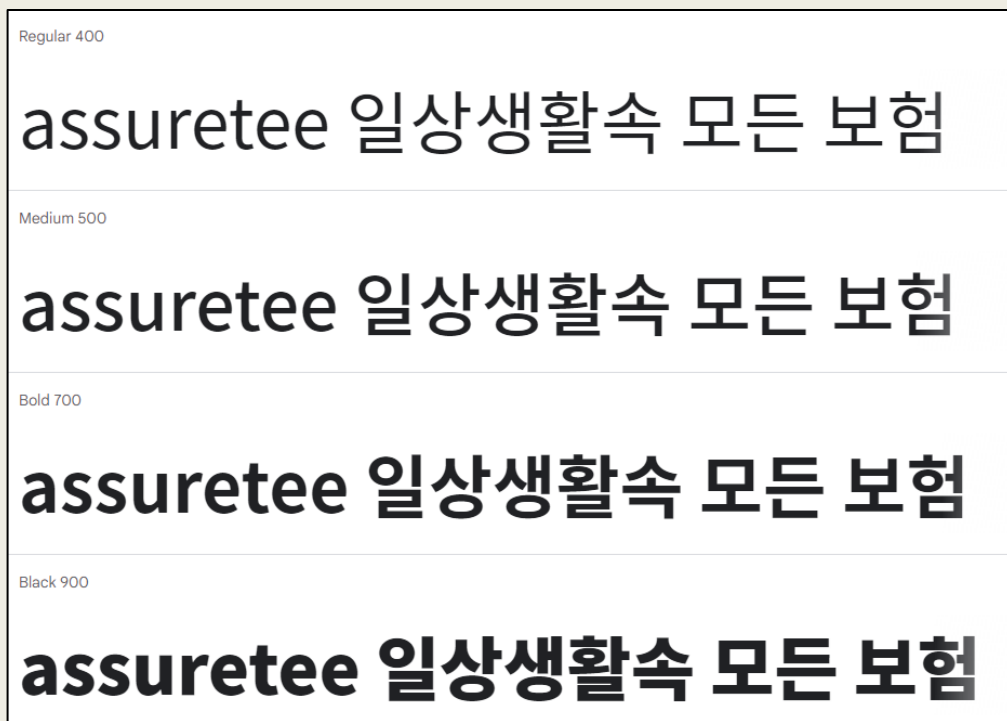 Regular 400
assuretee 일상생활속 모든 보험
Medium 500
assuretee 일상생활속 모든 보험
Bold 700
assuretee 일상생활속 모든 보험
Black 900
assuretee 일상생활속 모든 보험